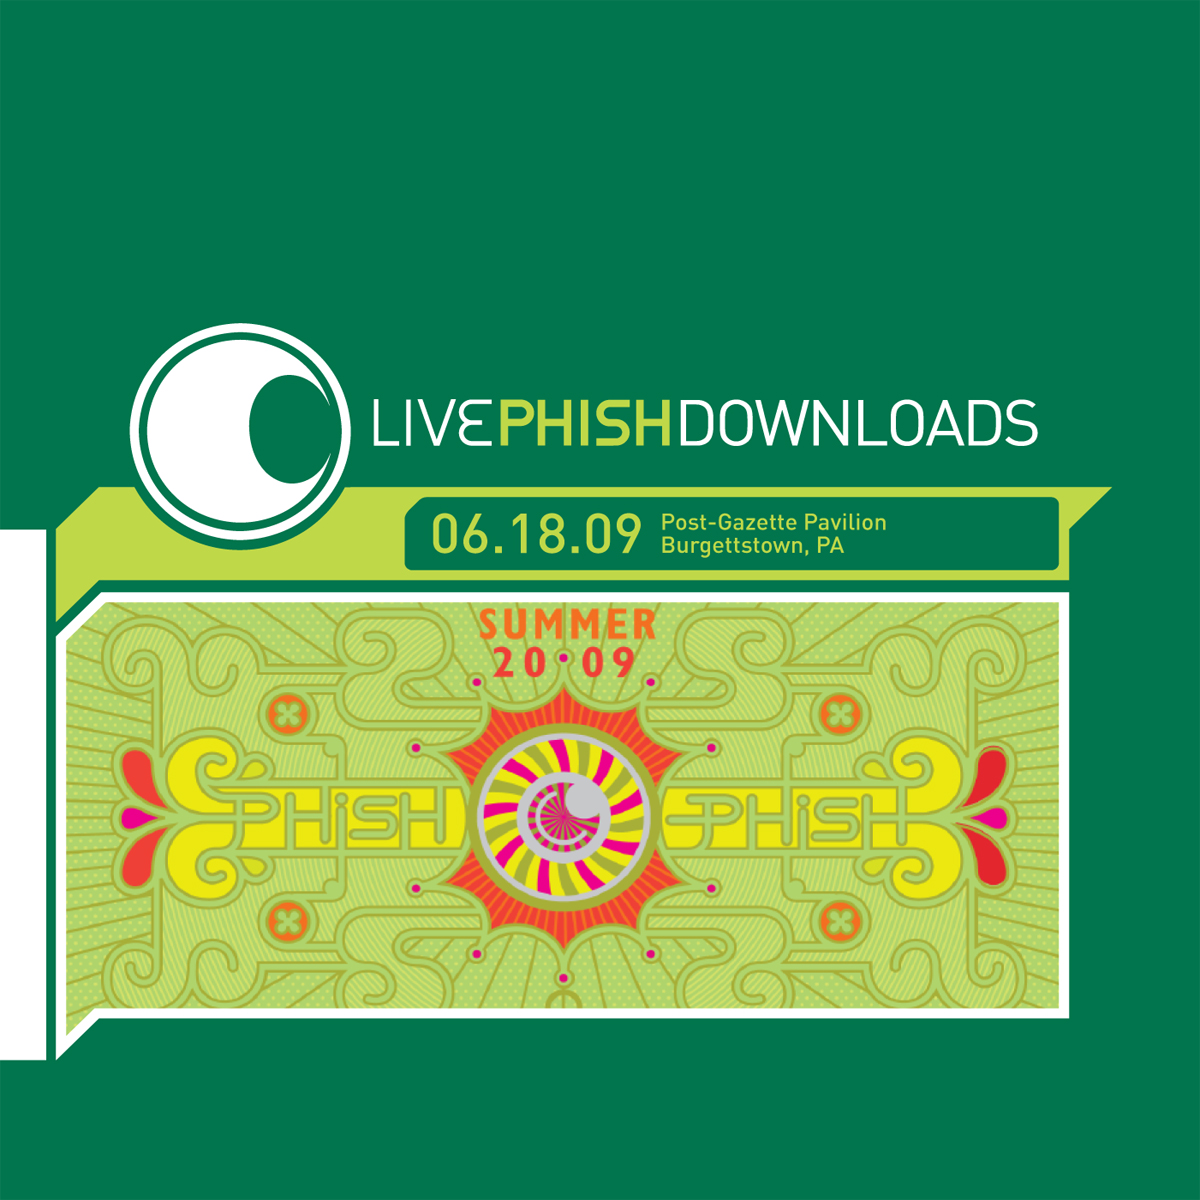 LIVEPHISHDOWNLOADS
06.18.09
Post-Gazette Pavilion
Burgettstown, PA
SUMMER
20·09
PHiSH PHiSH